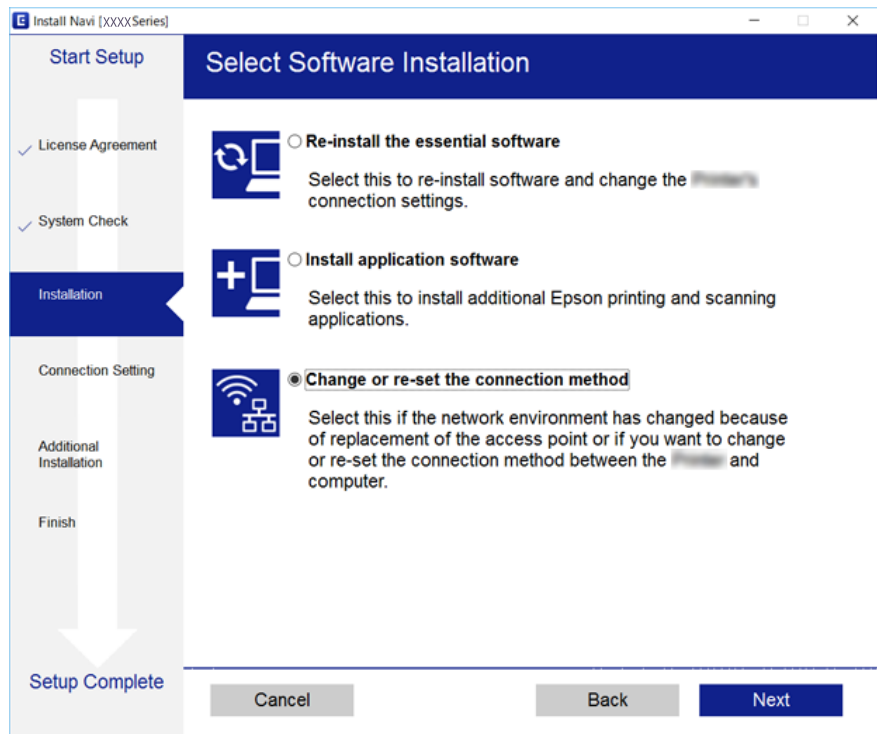 E Install Navi [XXXXSeries]
Start Setup
Select Software Installation
License Agreement
System Check
Installation
Connection Setting
Additional
Installation
Finish
Setup Complete
Re-install the essential software
Select this to re-install software and change the
connection settings.
Install application software
Select this to install additional Epson printing and scanning
applications.
Change or re-set the connection method
Select this if the network environment has changed because
of replacement of the access point or if you want to change
or re-set the connection method between the and
computer.
Cancel
Back
Next